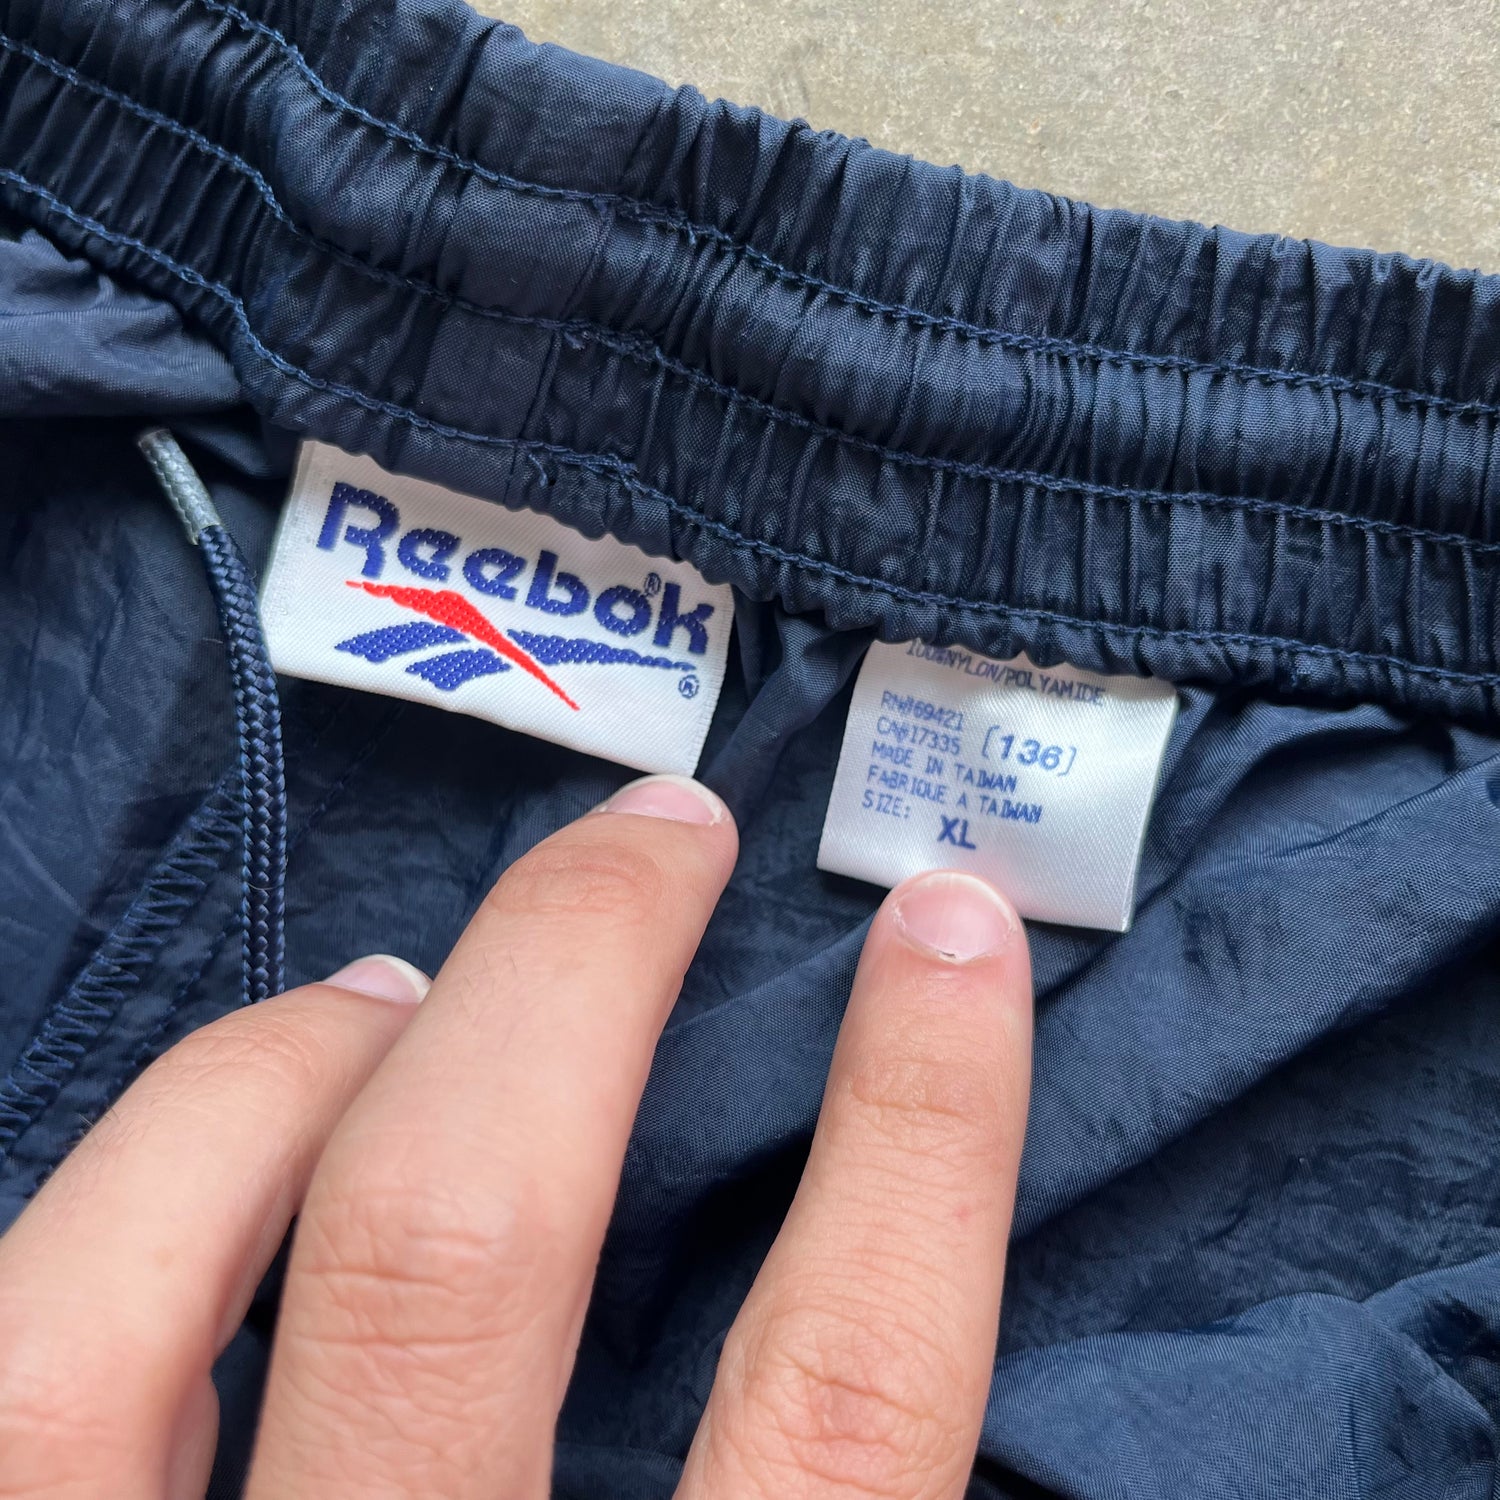 Reebok®
®
100%NYLON/POLYAMIDE
RN#69421
CA#17335 [136]
MADE IN TAIWAN
FABRIQUE A TAIWAN
SIZE: XL